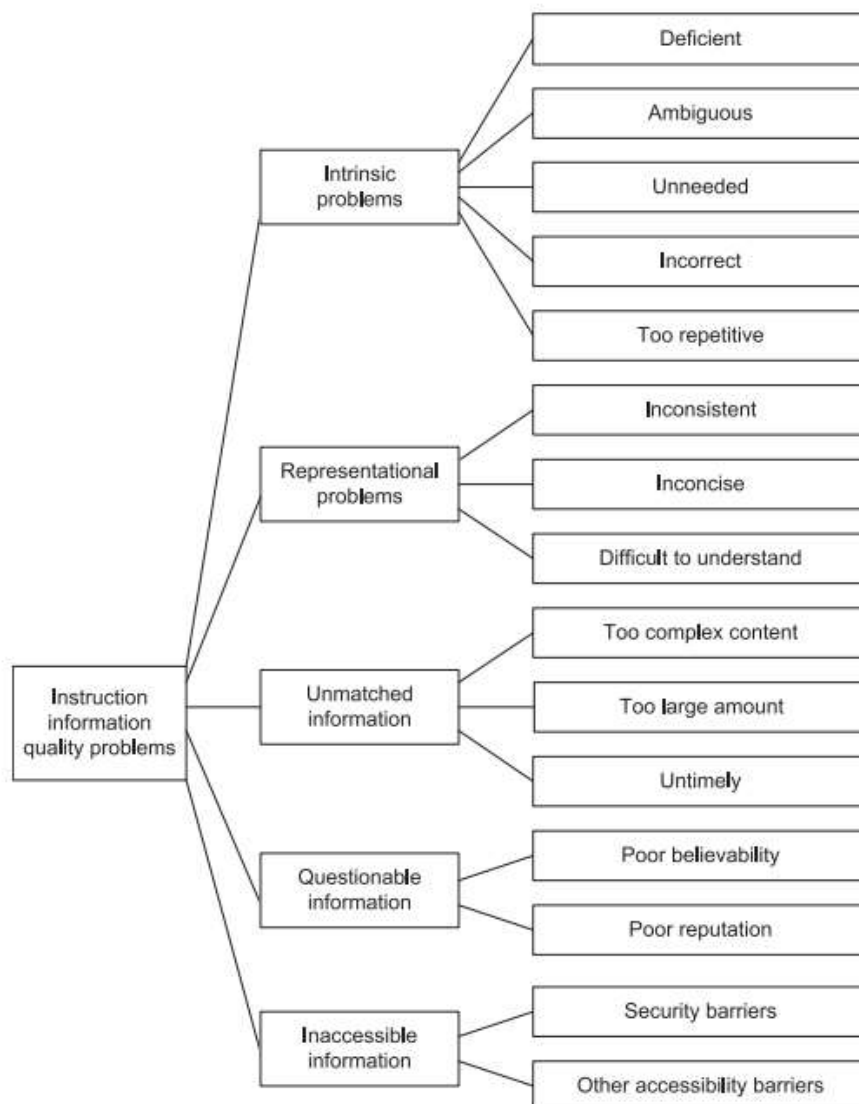 Deficient
Ambiguous
Intrinsic
problems
Unneeded
Incorrect
Too repetitive
Inconsistent
Representational
problems
Inconcise
Difficult to understand
Too complex content
Instruction
information
quality problems
Unmatched
information
Too large amount
Untimely
Poor believability
Questionable
information
Poor reputation
Security barriers
Inaccessible
information
Other accessibility barriers